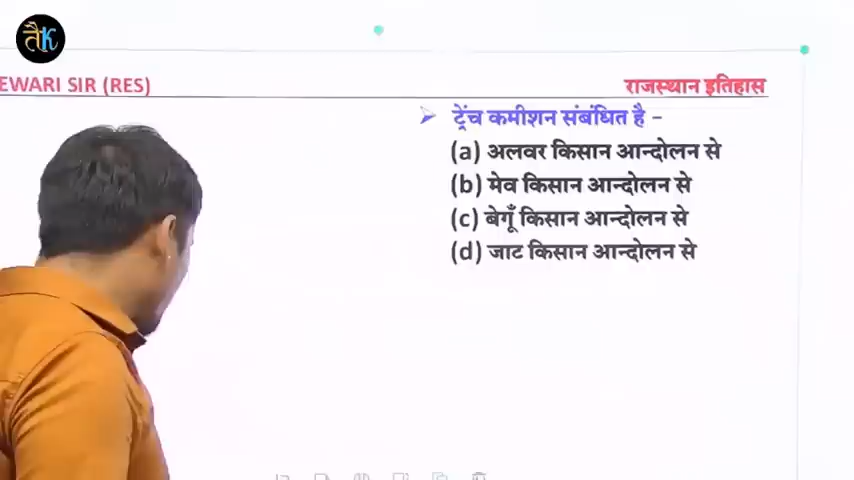 तैK
EWARI SIR (RES)
राजस्थान इतिहास
➢ ट्रेंच कमीशन संबंधित है –
(a) अलवर किसान आन्दोलन से
(b) मेव किसान आन्दोलन से
(c) बेगूँ किसान आन्दोलन से
(d) जाट किसान आन्दोलन से